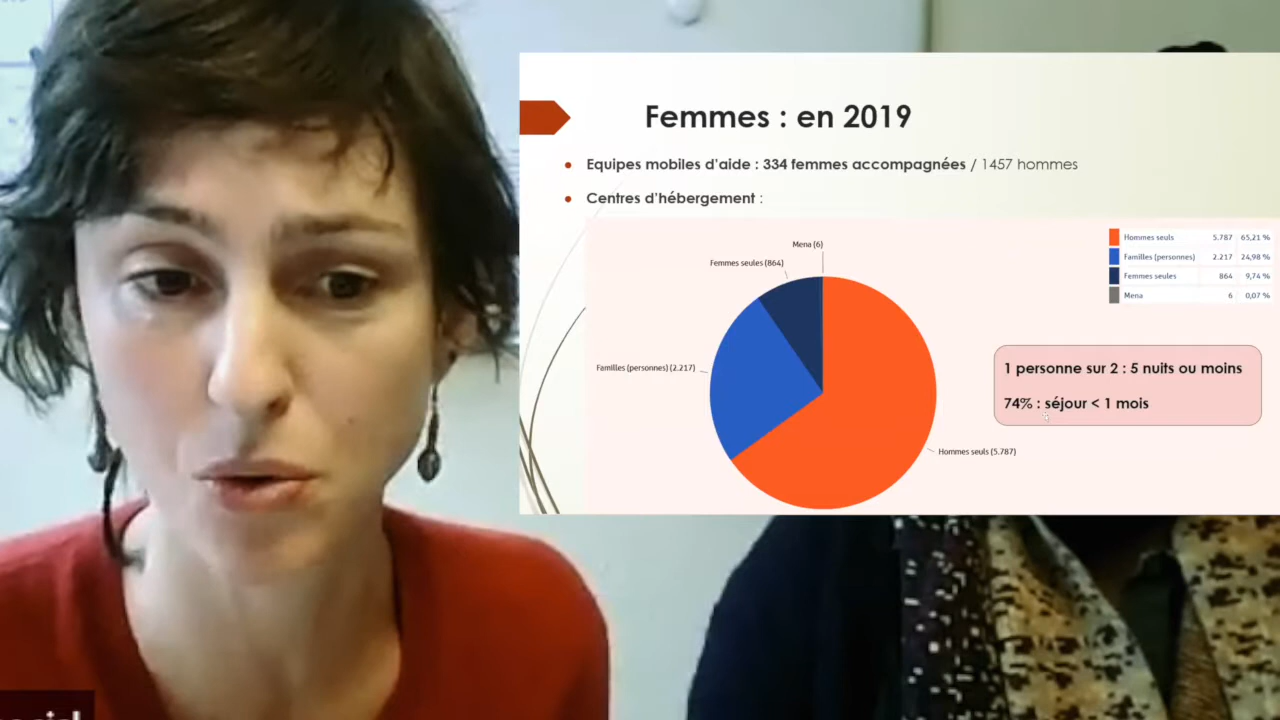 Femmes : en 2019
• Equipes mobiles d'aide : 334 femmes accompagnées / 1457 hommes
• Centres d'hébergement :
Mena (6)
Femmes seules (864)
Familles (personnes) (2.217)
Hommes seuls (5.787)
Hommes seuls 5.787 65,21 %
Familles (personnes) 2.217 24,98 %
Femmes seules 864 9,74 %
Mena 6 0,07 %
1 personne sur 2 : 5 nuits ou moins
74% : séjour < 1 mois